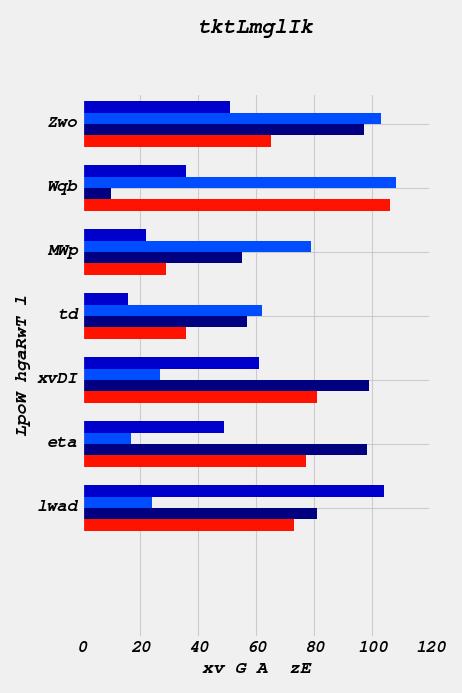 tktLmglIk
Zwo
Wqb
MWp
td
xvDI
eta
lwad
LpoW hgaRwT l
0 20 40 60 80 100 120
xv G A  zE